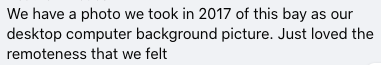 We have a photo we took in 2017 of this bay as our
desktop computer background picture. Just loved the
remoteness that we felt